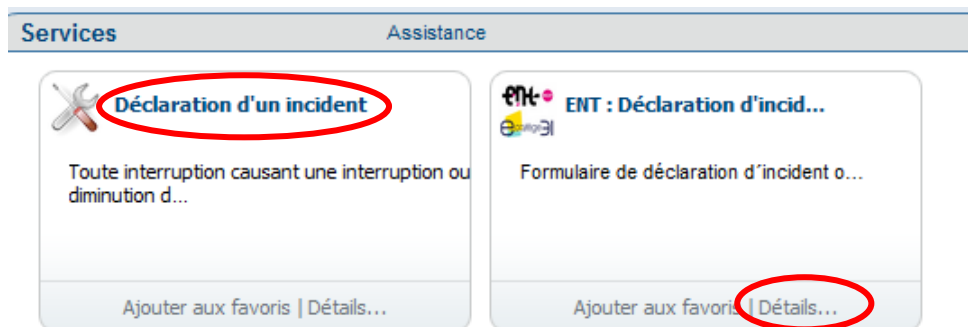 Services Assistance
Déclaration d'un incident
Toute interruption causant une interruption ou
diminution d...
Ajouter aux favoris | Détails...
ent
ENT : Déclaration d'incid...
Formulaire de déclaration d´incident o...
Ajouter aux favoris | Détails...